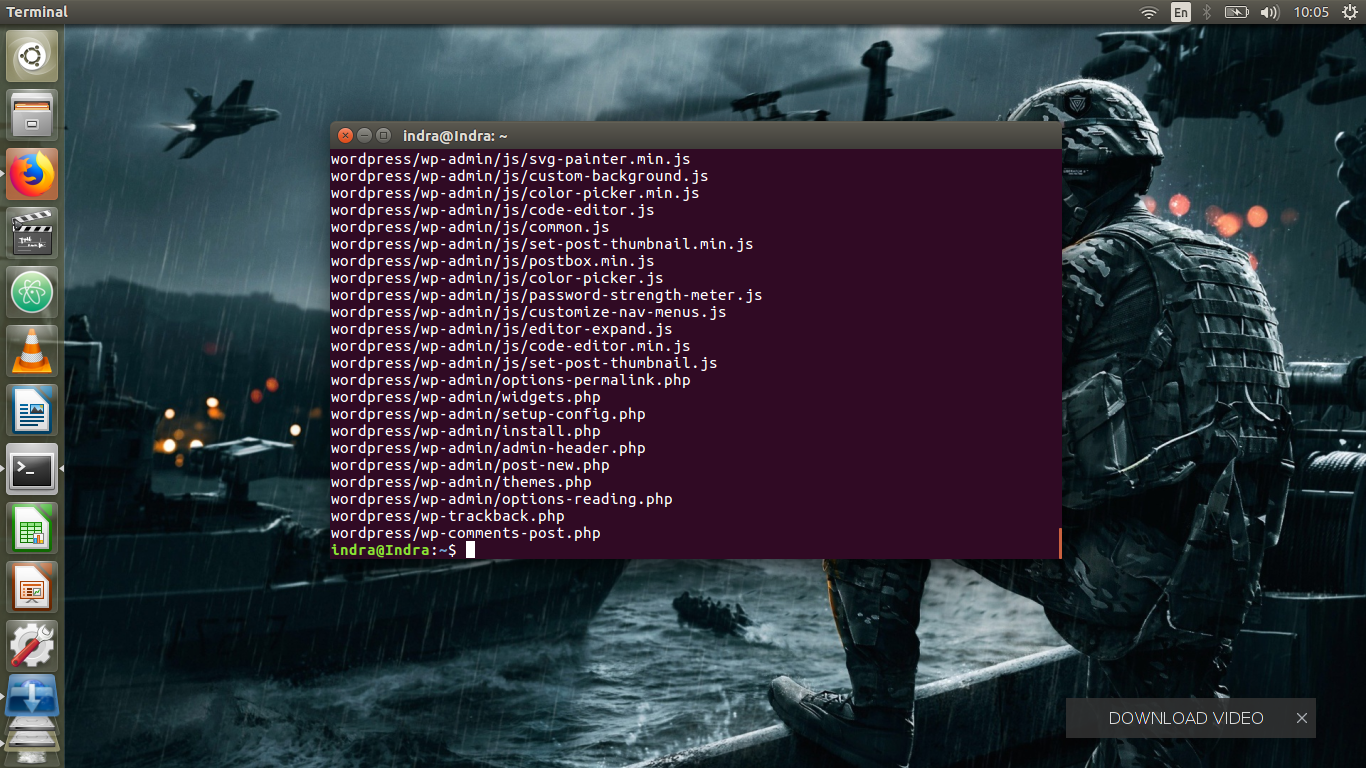 Terminal
En
10:05
indra@Indra: ~
wordpress/wp-admin/js/svg-painter.min.js
wordpress/wp-admin/js/custom-background.js
wordpress/wp-admin/js/color-picker.min.js
wordpress/wp-admin/js/code-editor.js
wordpress/wp-admin/js/common.js
wordpress/wp-admin/js/set-post-thumbnail.min.js
wordpress/wp-admin/js/postbox.min.js
wordpress/wp-admin/js/color-picker.js
wordpress/wp-admin/js/password-strength-meter.js
wordpress/wp-admin/js/customize-nav-menus.js
wordpress/wp-admin/js/editor-expand.js
wordpress/wp-admin/js/code-editor.min.js
wordpress/wp-admin/js/set-post-thumbnail.js
wordpress/wp-admin/options-permalink.php
wordpress/wp-admin/widgets.php
wordpress/wp-admin/setup-config.php
wordpress/wp-admin/install.php
wordpress/wp-admin/admin-header.php
wordpress/wp-admin/post-new.php
wordpress/wp-admin/themes.php
wordpress/wp-admin/options-reading.php
wordpress/wp-trackback.php
wordpress/wp-comments-post.php
indra@Indra:~$
DOWNLOAD VIDEO